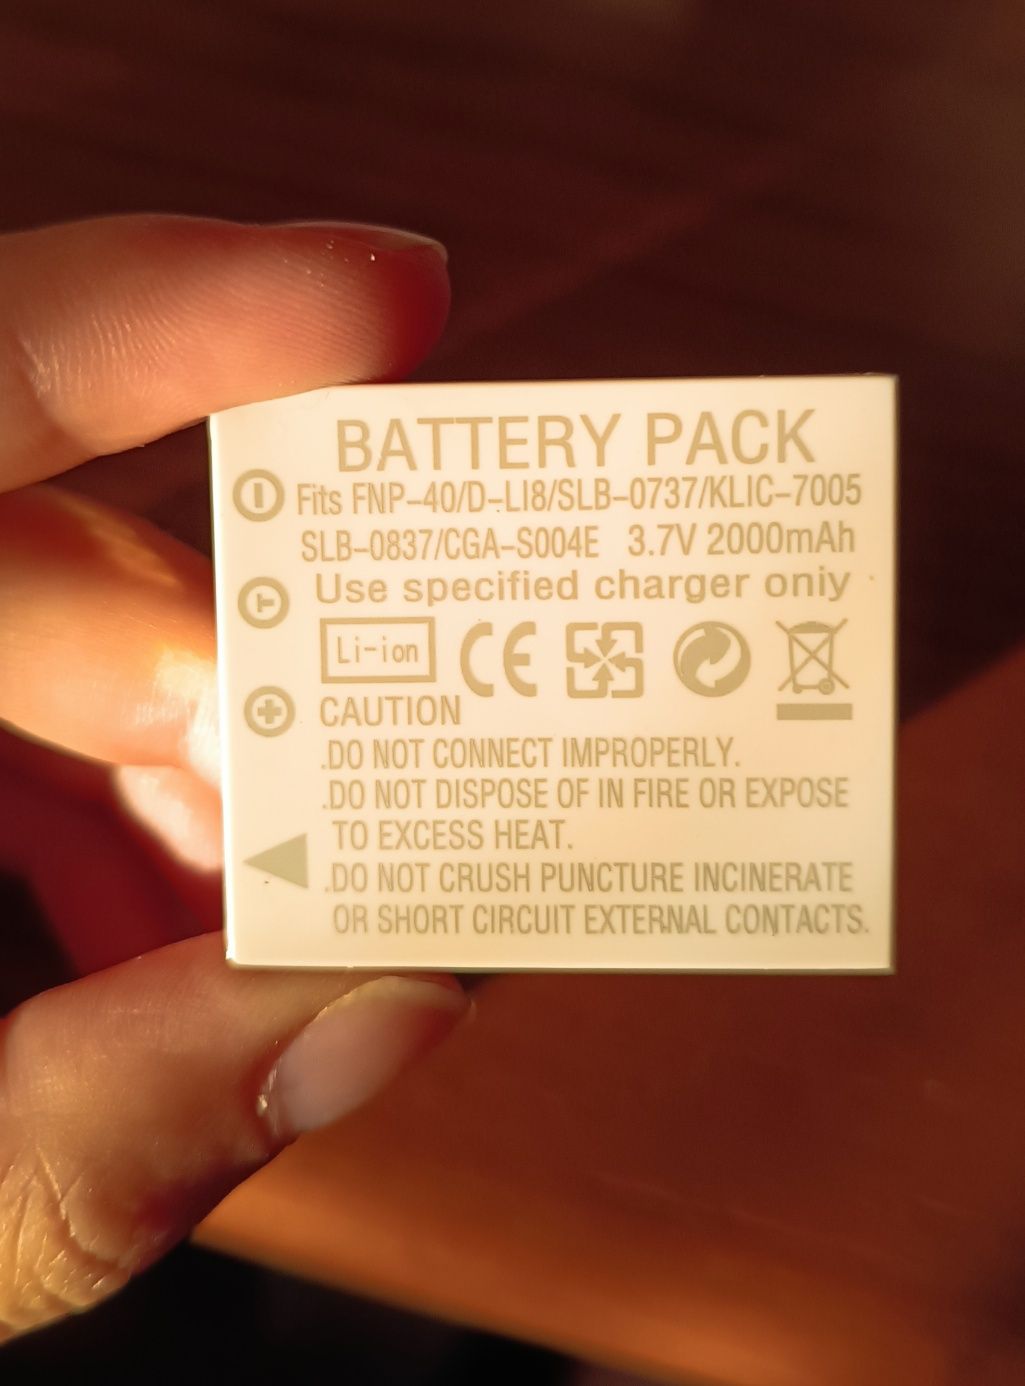 BATTERY PACK
Fits FNP-40/D-LI8/SLB-0737/KLIC-7005
SLB-0837/CGA-S004E 3.7V 2000mAh
Use specified charger oniy
T
Li-ion CE
CAUTION
.DO NOT CONNECT IMPROPERLY.
.DO NOT DISPOSE OF IN FIRE OR EXPOSE
TO EXCESS HEAT.
.DO NOT CRUSH PUNCTURE INCINERATE
OR SHORT CIRCUIT EXTERNAL CONTACTS.